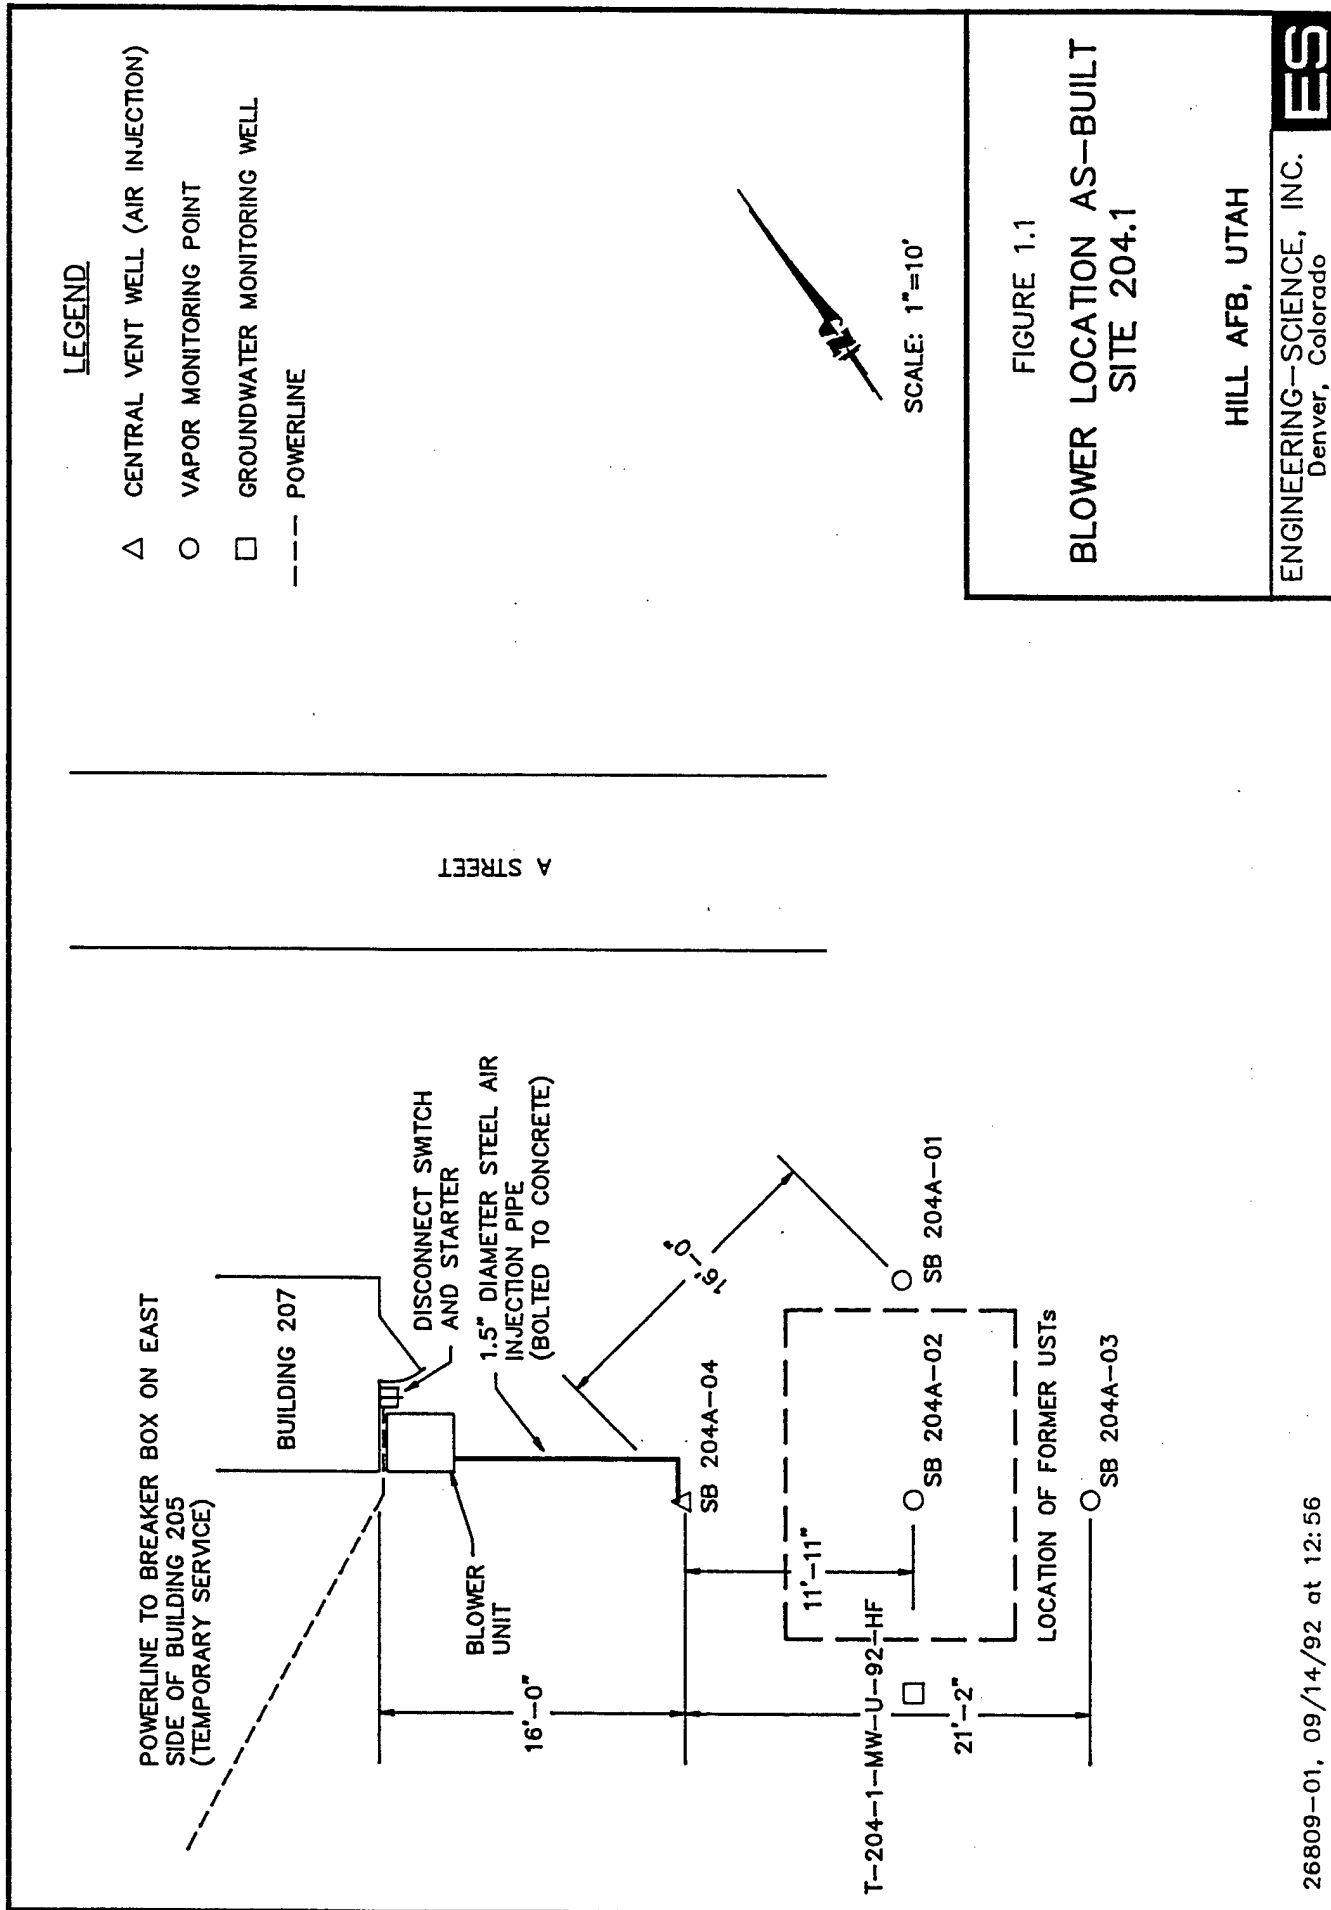 LEGEND
CENTRAL VENT WELL (AIR INJECTION)
VAPOR MONITORING POINT
GROUNDWATER MONITORING WELL
POWERLINE
POWERLINE TO BREAKER BOX ON EAST
SIDE OF BUILDING 205
(TEMPORARY SERVICE)
BUILDING 207
DISCONNECT SWITCH
AND STARTER
1.5" DIAMETER STEEL AIR
INJECTION PIPE
(BOLTED TO CONCRETE)
BLOWER
UNIT
A STREET
16'-0"
16'-0"
SB 204A-04
SB 204A-01
11'-11"
SB 204A-02
T-204-1-MW-U-92-HF
21'-2"
LOCATION OF FORMER USTs
SB 204A-03
SCALE: 1"=10'
FIGURE 1.1
BLOWER LOCATION AS-BUILT
SITE 204.1
HILL AFB, UTAH
ENGINEERING-SCIENCE, INC.
Denver, Colorado
ES
26809-01, 09/14/92 at 12:56